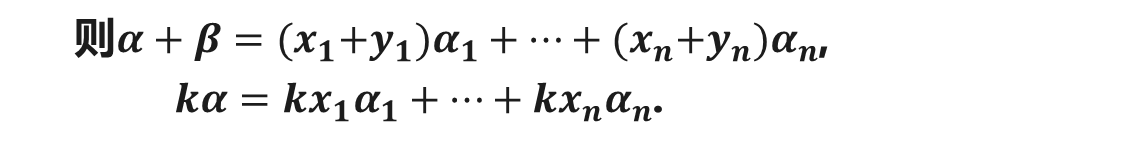 则α + β = (x₁+y₁)α₁ + ⋯ + (xₙ+yₙ)αₙ,
kα = kx₁α₁ + ⋯ + kxₙαₙ.